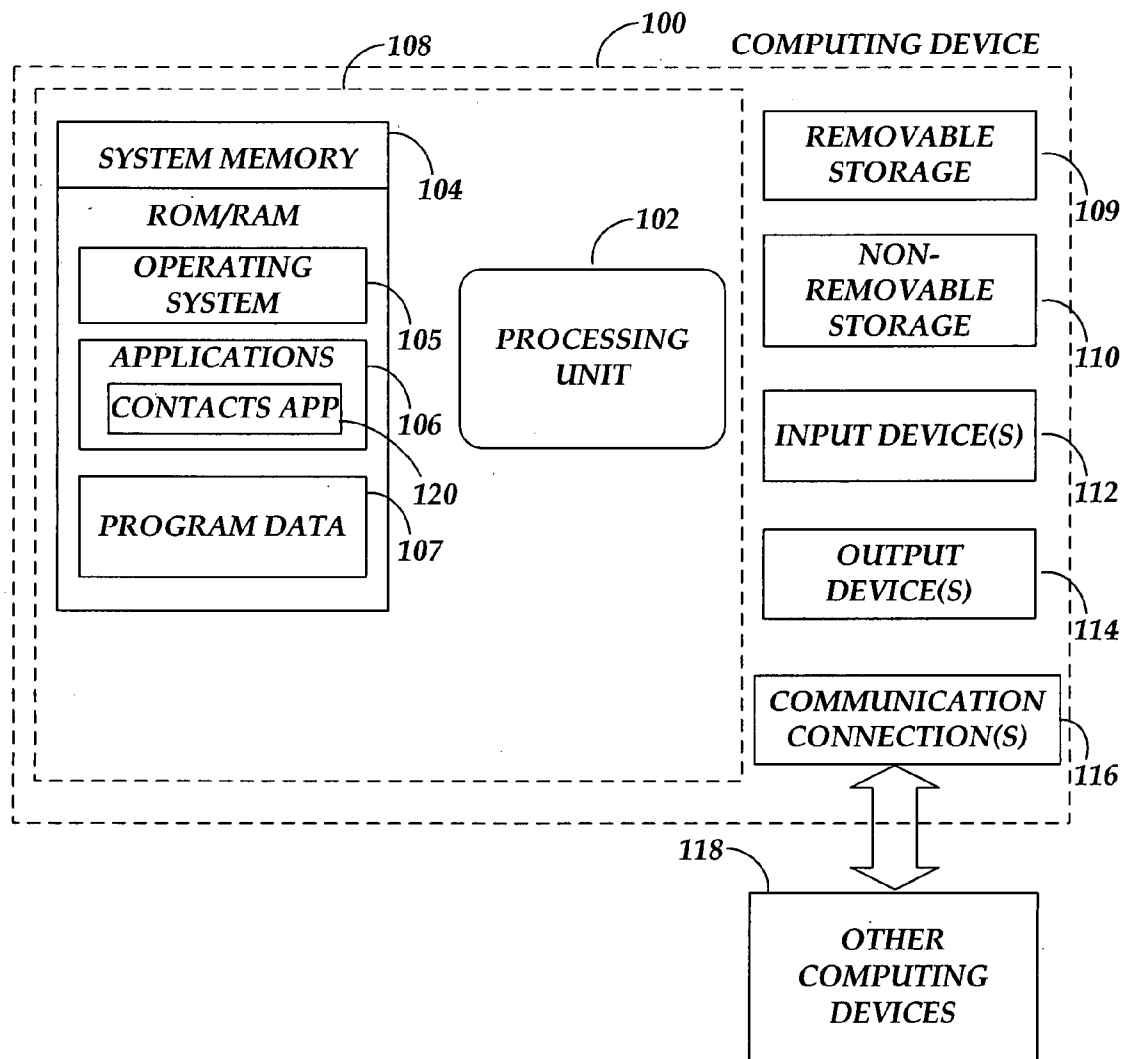 100
COMPUTING DEVICE
108
SYSTEM MEMORY
104
ROM/RAM
OPERATING
SYSTEM
105
APPLICATIONS
106
CONTACTS APP
120
PROGRAM DATA
107
102
PROCESSING
UNIT
REMOVABLE
STORAGE
109
NON-
REMOVABLE
STORAGE
110
INPUT DEVICE(S)
112
OUTPUT
DEVICE(S)
114
COMMUNICATION
CONNECTION(S)
116
118
OTHER
COMPUTING
DEVICES